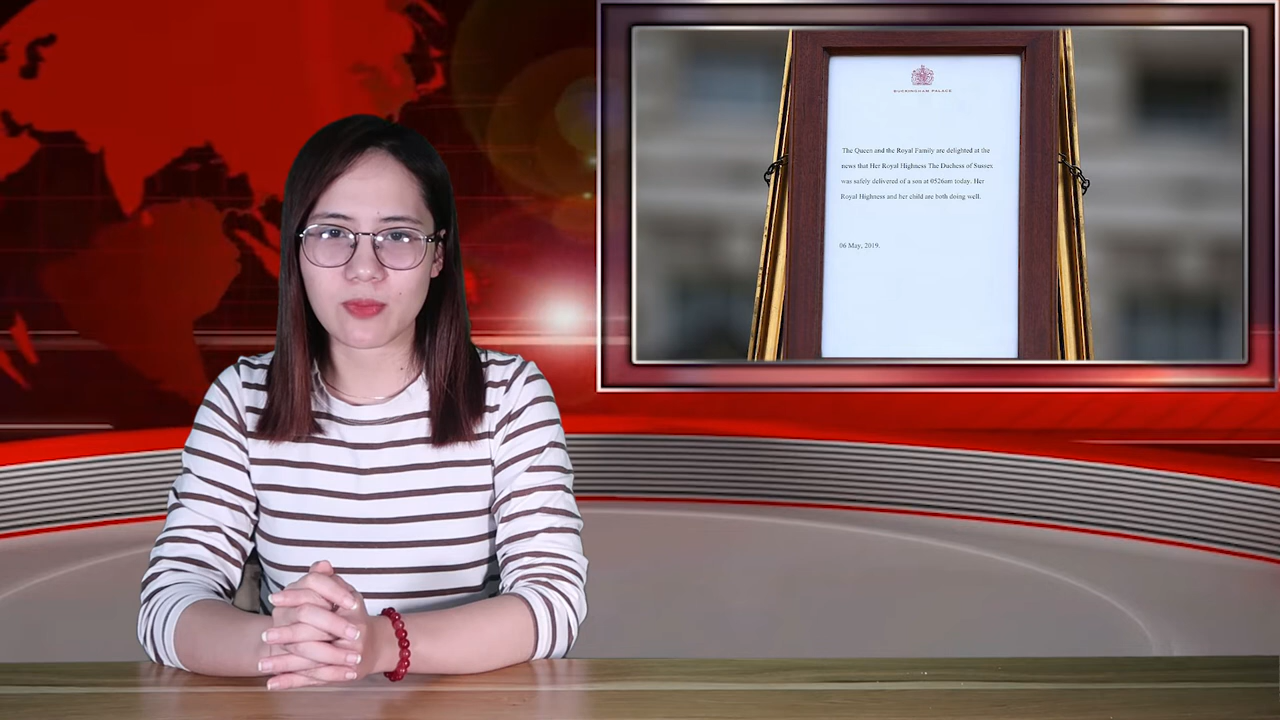 BUCKINGHAM PALACE
The Queen and the Royal Family are delighted at the
news that Her Royal Highness The Duchess of Sussex
was safely delivered of a son at 0526am today. Her
Royal Highness and her child are both doing well.
06 May, 2019.